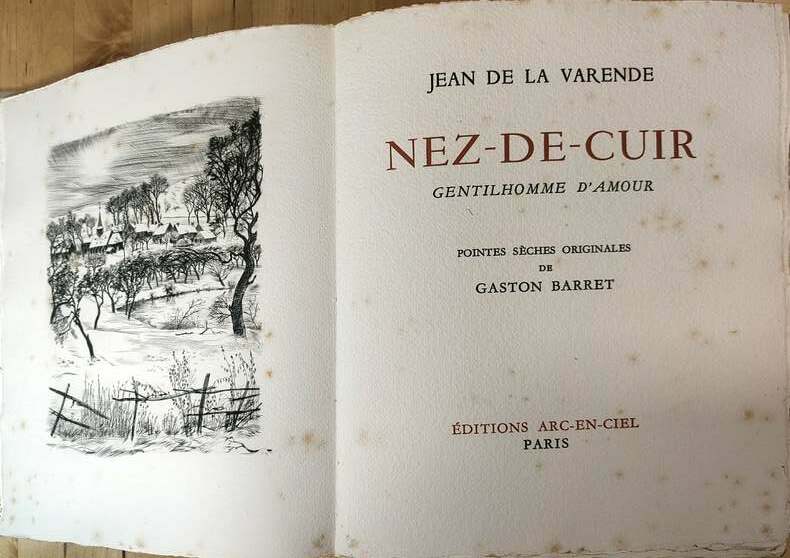 JEAN DE LA VARENDE
NEZ-DE-CUIR
GENTILHOMME D'AMOUR
POINTES SÈCHES ORIGINALES
DE
GASTON BARRET
ÉDITIONS ARC-EN-CIEL
PARIS